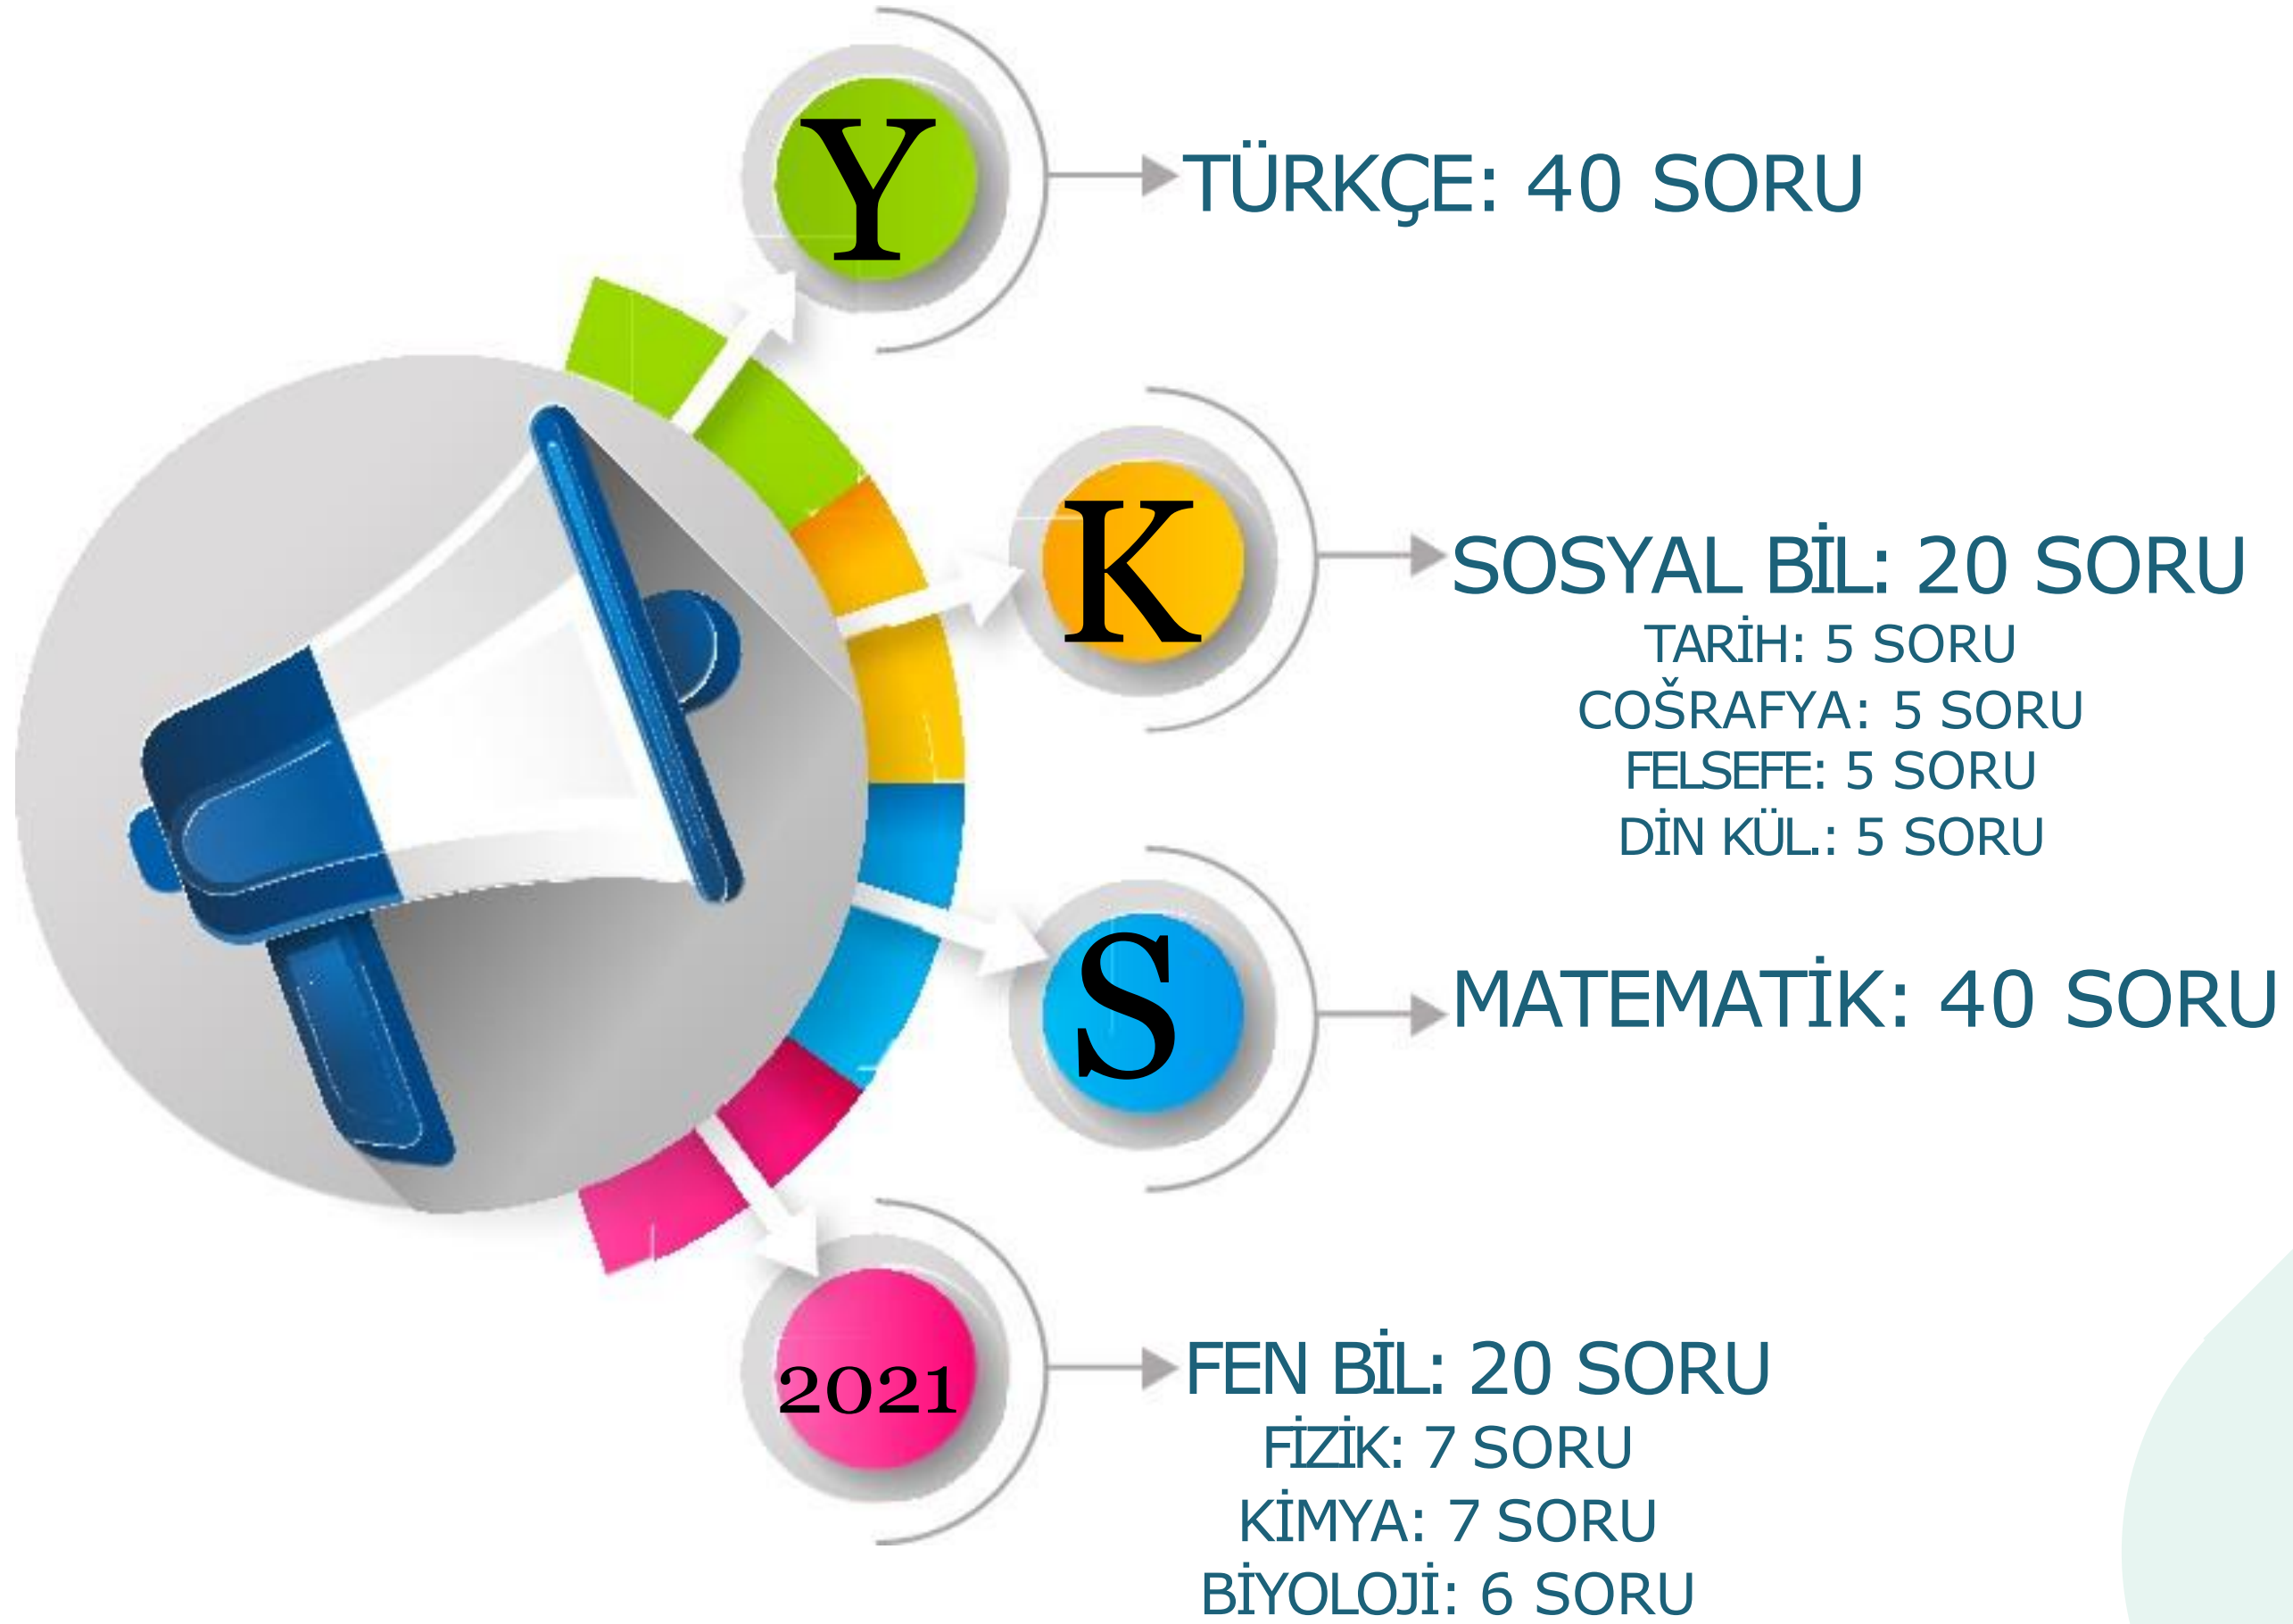 Y
TÜRKÇE: 40 SORU
K
SOSYAL BİL: 20 SORU
TARİH: 5 SORU
COŠRAFYA: 5 SORU
FELSEFE: 5 SORU
DİN KÜL.: 5 SORU
S
MATEMATİK: 40 SORU
2021
FEN BİL: 20 SORU
FİZİK: 7 SORU
KİMYA: 7 SORU
BİYOLOJİ: 6 SORU